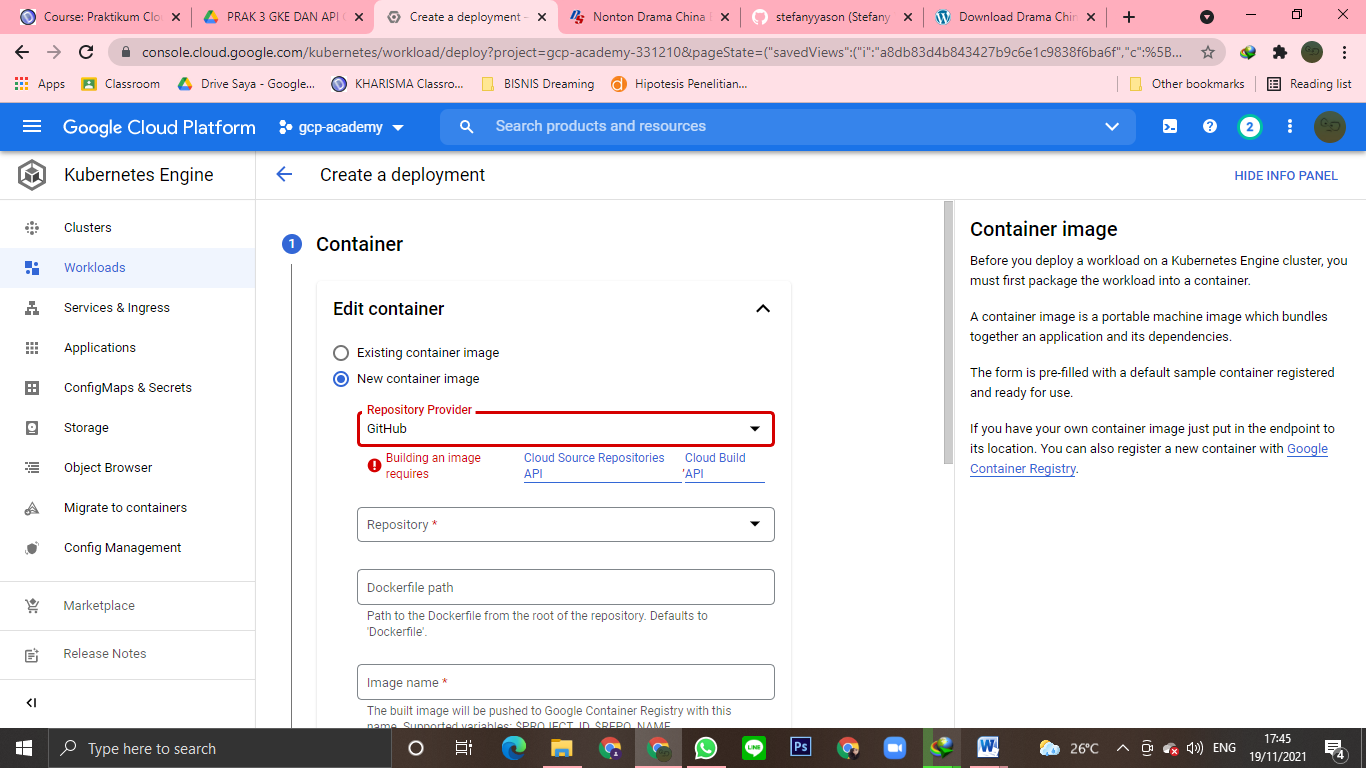 Course: Praktikum Clo
PRAK 3 GKE DAN API
Create a deployment -
Nonton Drama China
stefanyyason (Stefany
Download Drama Chin
console.cloud.google.com/kubernetes/workload/deploy?project=gcp-academy-331210&pageState=("savedViews":("i":"a8db83d4b843427b9c6e1c9838f6ba6f","c":%5B...
Apps
Classroom
Drive Saya - Google...
KHARISMA Classro...
BISNIS Dreaming
Hipotesis Penelitian...
Other bookmarks
Reading list
Google Cloud Platform
gcp-academy
Search products and resources
2
Kubernetes Engine
Create a deployment
HIDE INFO PANEL
Clusters
Workloads
Services & Ingress
Applications
ConfigMaps & Secrets
Storage
Object Browser
Migrate to containers
Config Management
Marketplace
Release Notes
1 Container
Edit container
Existing container image
New container image
Repository Provider
GitHub
Building an image requires
Cloud Source Repositories API
, Cloud Build API
Repository *
Dockerfile path
Path to the Dockerfile from the root of the repository. Defaults to
'Dockerfile'.
Image name *
The built image will be pushed to Google Container Registry with this
name. Supported variables: $PROJECT_ID, $REPO_NAME,
Container image
Before you deploy a workload on a Kubernetes Engine cluster, you
must first package the workload into a container.
A container image is a portable machine image which bundles
together an application and its dependencies.
The form is pre-filled with a default sample container registered
and ready for use.
If you have your own container image just put in the endpoint to
its location. You can also register a new container with Google
Container Registry.
Type here to search
Ps
LINE
W
26°C
ENG
17:45
19/11/2021
4